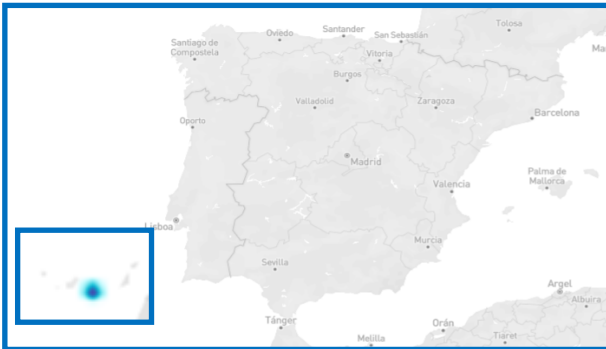 Tolosa
Santander
Oviedo
San Sebastián
Santiago de
Compostela
Ma
Vitoria
Burgos
Valladolid
Zaragoza
Barcelona
Oporto
Madrid
Palma de
Mallorca
Valencia
Lisboa
Murcia
Sevilla
Argel
Albuira
Tánger
Orán
Melilla
Tiaret